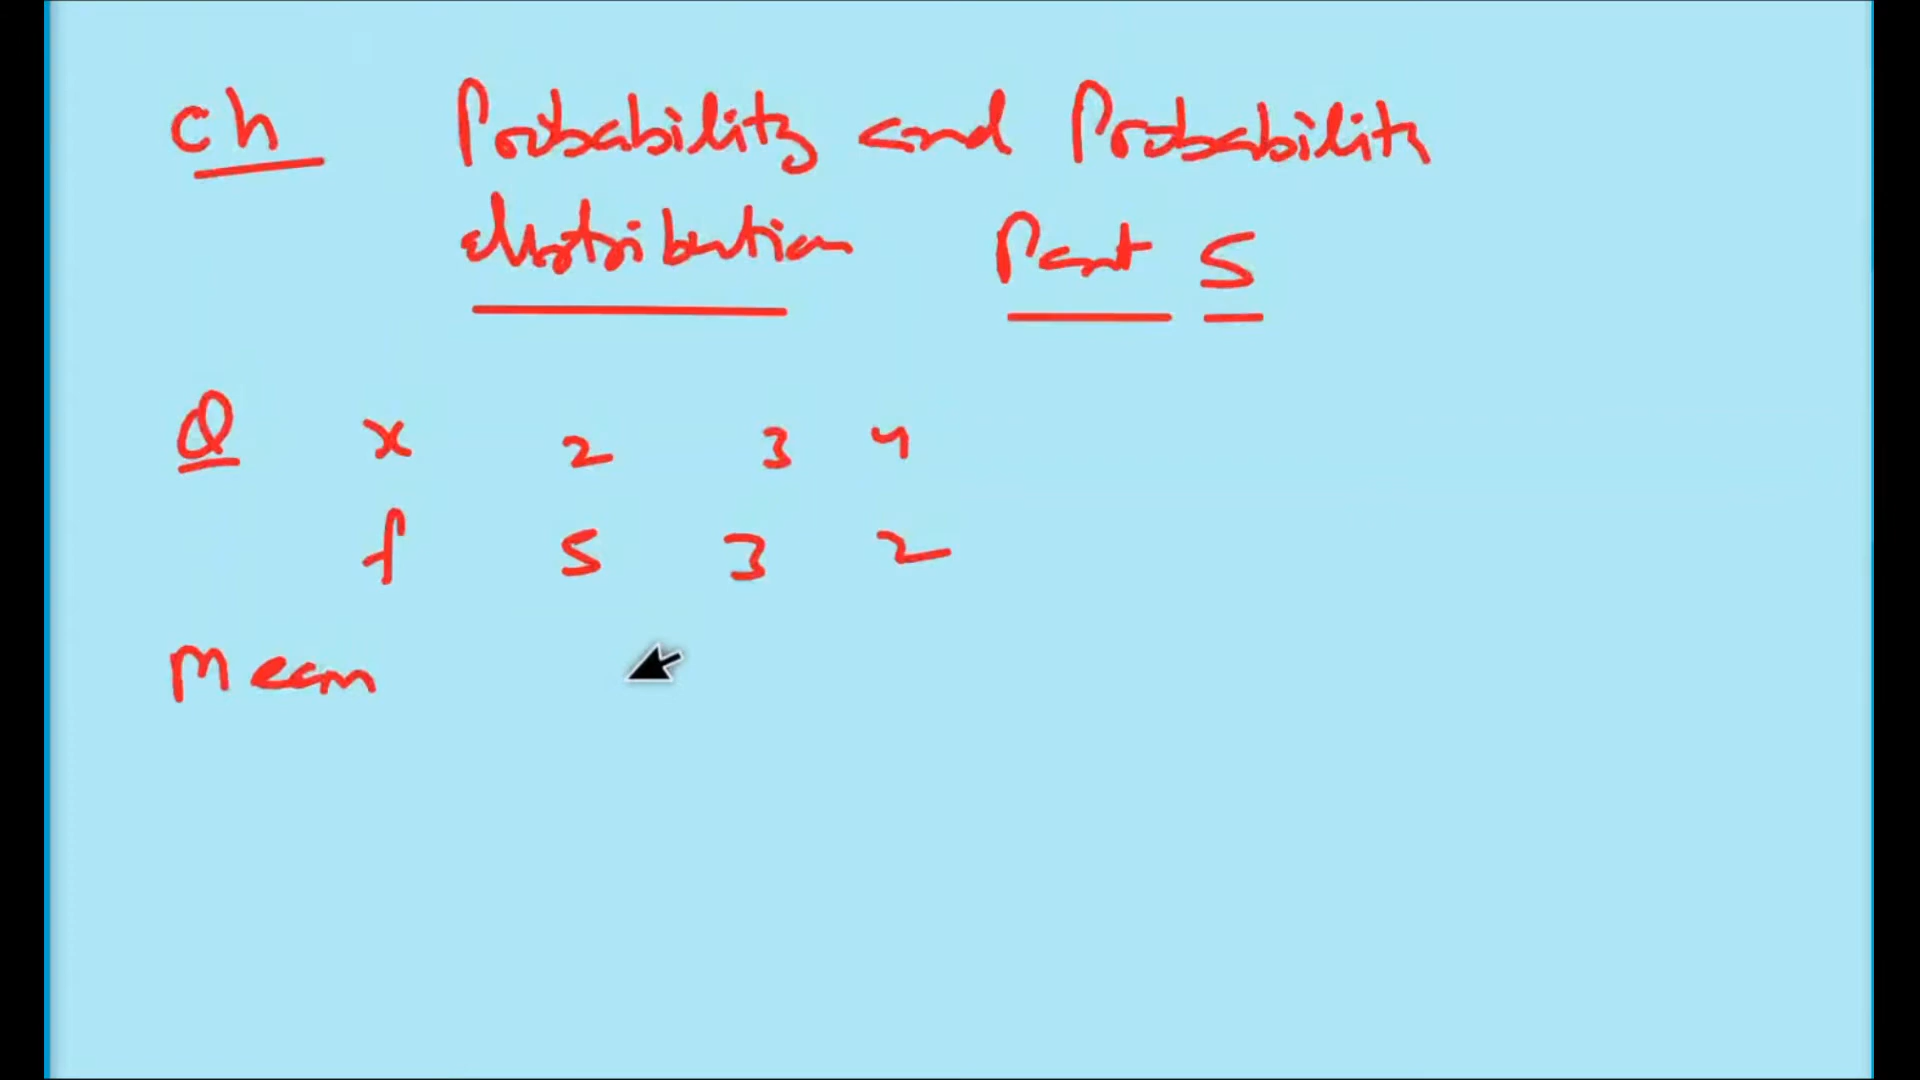 ch Probability and Probability
distribution Part 5
Q x 2 3 4
f 5 3 2
Mean